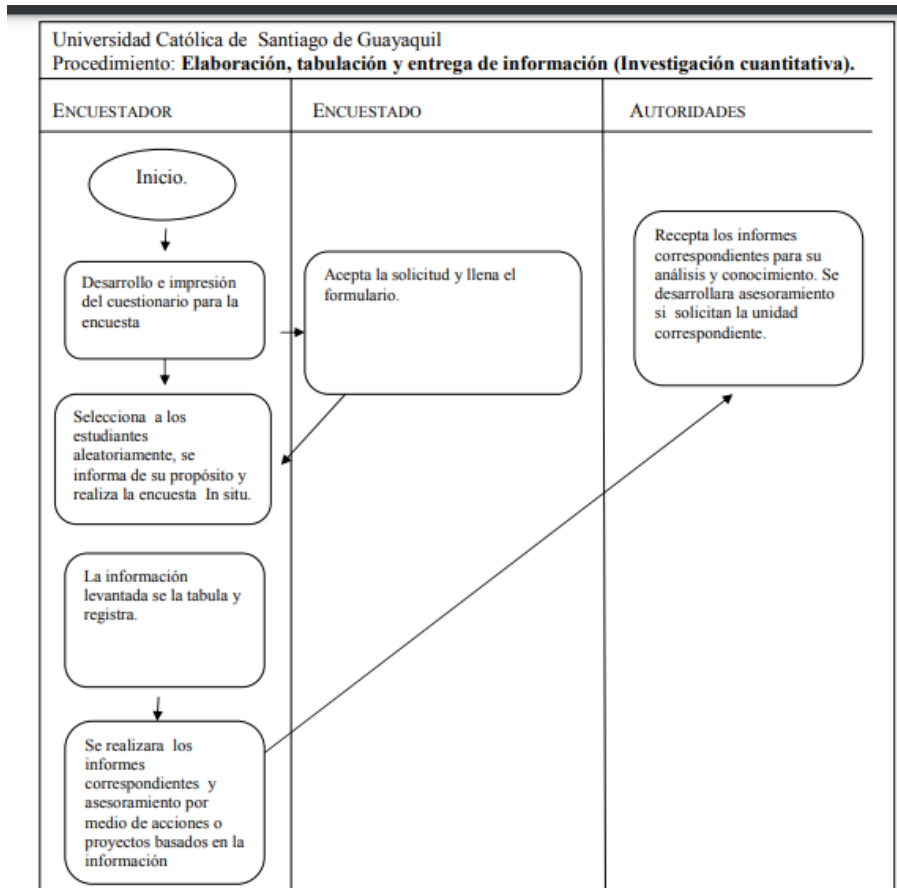 Universidad Católica de Santiago de Guayaquil
Procedimiento: Elaboración, tabulación y entrega de información (Investigación cuantitativa).
ENCUESTADOR
ENCUESTADO
AUTORIDADES
Inicio.
Desarrollo e impresión
del cuestionario para la
encuesta
Acepta la solicitud y llena el
formulario.
Recepta los informes
correspondientes para su
análisis y conocimiento. Se
desarrollara asesoramiento
si solicitan la unidad
correspondiente.
Selecciona a los
estudiantes
aleatoriamente, se
informa de su propósito y
realiza la encuesta In situ.
La información
levantada se la tabula y
registra.
Se realizara los
informes
correspondientes y
asesoramiento por
medio de acciones o
proyectos basados en la
información